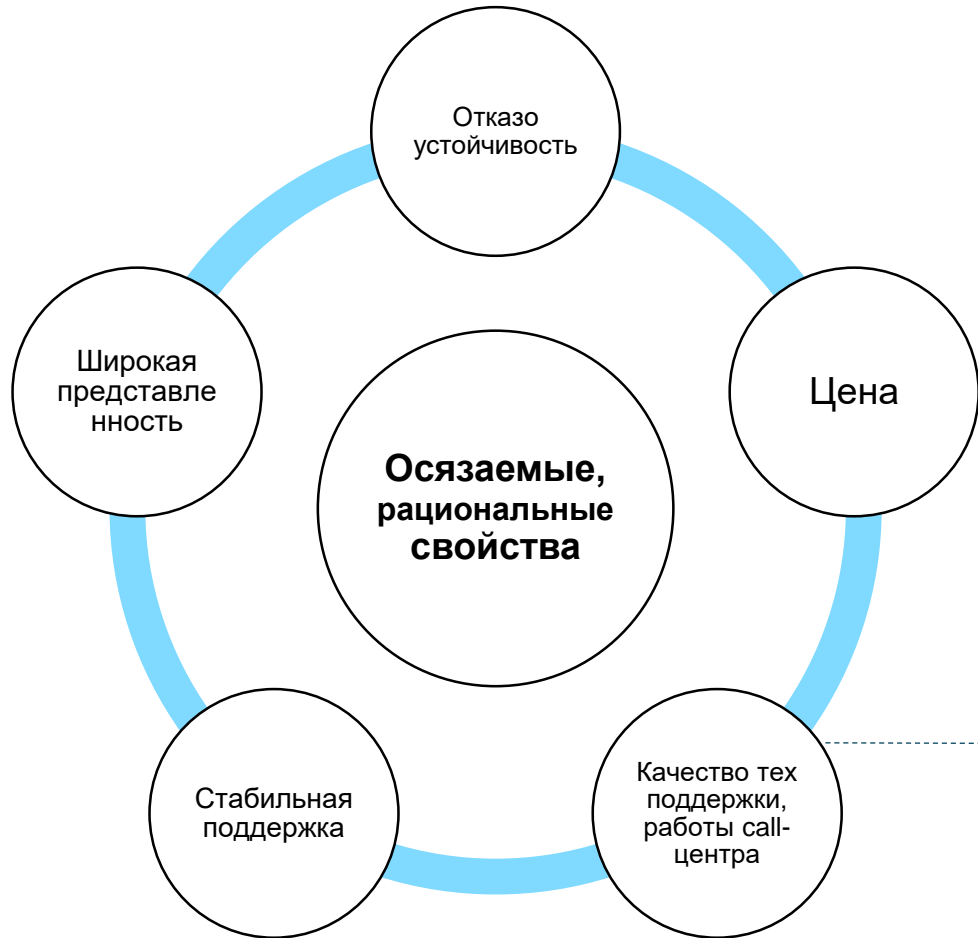 Отказо
устойчивость
Широкая
представле
нность
Цена
Осязаемые,
рациональные
свойства
Стабильная
поддержка
Качество тех
поддержки,
работы call-
центра